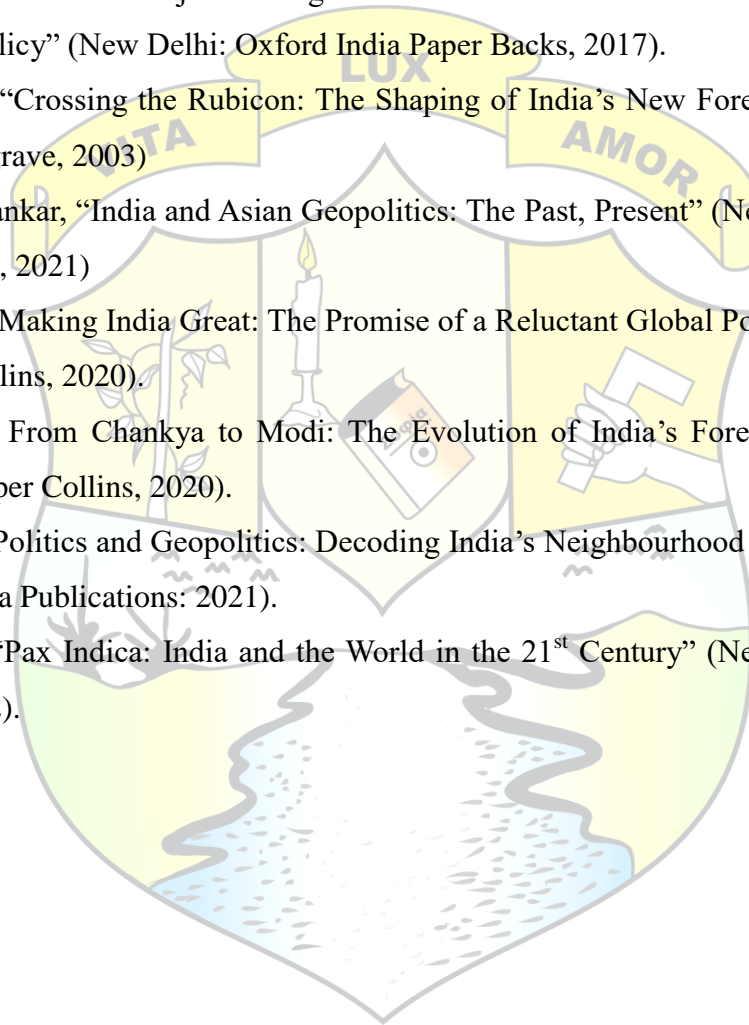 licy” (New Delhi: Oxford India Paper Backs, 2017).
LUX
“Crossing the Rubicon: The Shaping of India’s New Fore
VITA
AMOR
rave, 2003)
ankar, “India and Asian Geopolitics: The Past, Present” (Ne
, 2021)
Making India Great: The Promise of a Reluctant Global Po
lins, 2020).
From Chankya to Modi: The Evolution of India’s Fore
per Collins, 2020).
Politics and Geopolitics: Decoding India’s Neighbourhood
a Publications: 2021).
“Pax Indica: India and the World in the 21st Century” (Ne
).